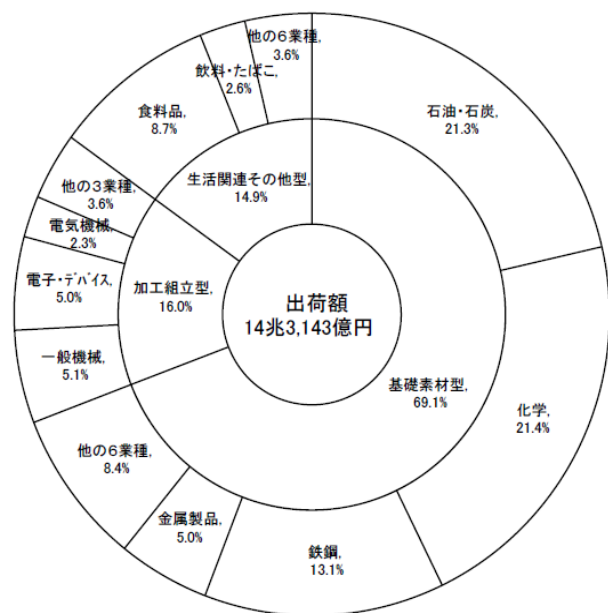 他の6業種,
3.6%
飲料・たばこ,
2.6%
食料品,
8.7%
石油・石炭,
21.3%
生活関連その他型,
14.9%
他の3業種,
3.6%
電気機械,
2.3%
電子・ﾃﾞﾊﾞｲｽ,
5.0%
加工組立型,
16.0%
出荷額
14兆3,143億円
一般機械,
5.1%
基礎素材型,
69.1%
化学,
21.4%
他の6業種,
8.4%
金属製品,
5.0%
鉄鋼,
13.1%